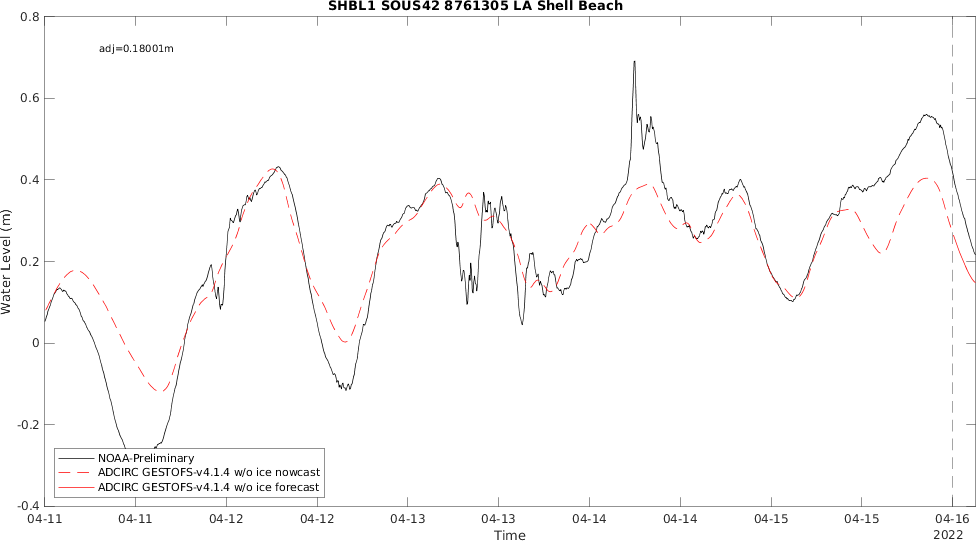 SHBL1 SOUS42 8761305 LA Shell Beach
adj=0.18001m
0.8
0.6
0.4
0.2
0
-0.2
-0.4
Water Level (m)
NOAA-Preliminary
ADCIRC GESTOFS-v4.1.4 w/o ice nowcast
ADCIRC GESTOFS-v4.1.4 w/o ice forecast
04-11 04-11 04-12 04-12 04-13 04-13 04-14 04-14 04-15 04-15 04-16
Time
2022